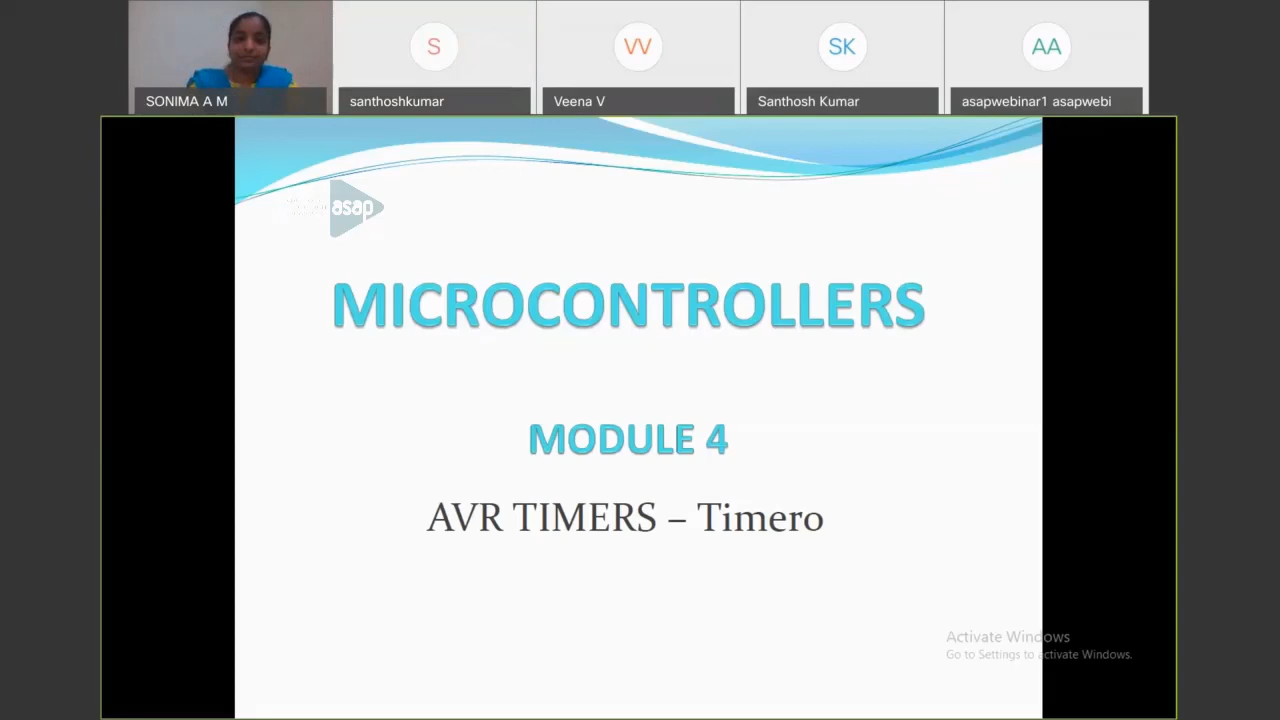 S
VV
SK
AA
SONIMA A M
santhoshkumar
Veena V
Santhosh Kumar
asapwebinar1 asapwebi
asap
MICROCONTROLLERS
MODULE 4
AVR TIMERS – Timer0
Activate Windows
Go to Settings to activate Windows.